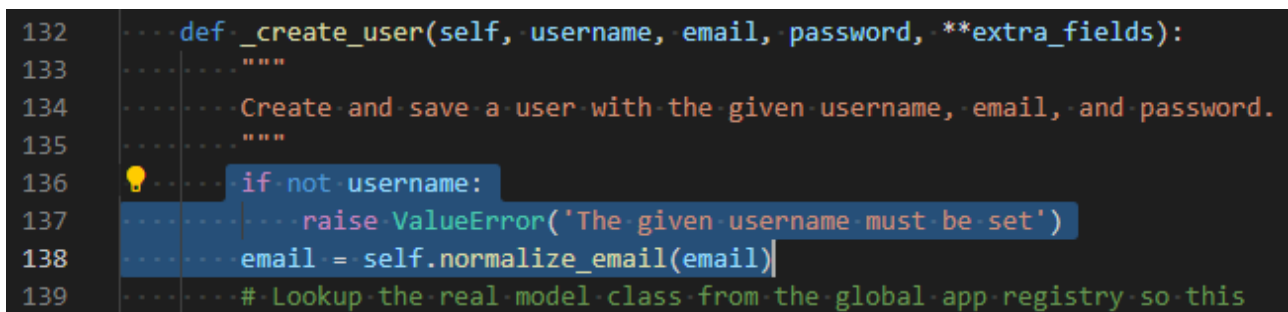 132 def _create_user(self, username, email, password, **extra_fields):
133 """
134 Create and save a user with the given username, email, and password.
135 """
136 if not username:
137 raise ValueError('The given username must be set')
138 email = self.normalize_email(email)
139 # Lookup the real model class from the global app registry so this